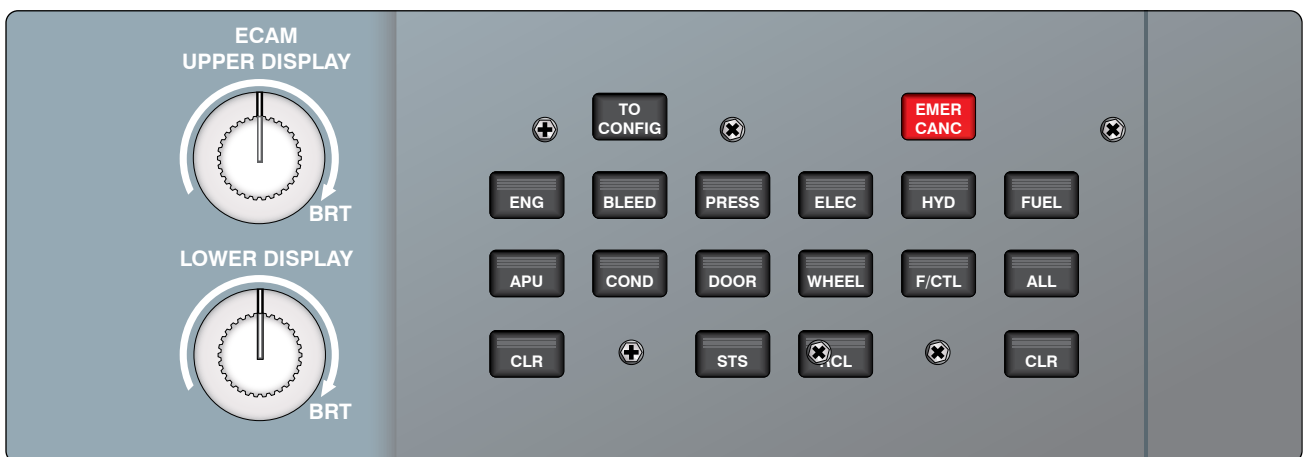 ECAM
UPPER DISPLAY
BRT
LOWER DISPLAY
BRT
TO
CONFIG
EMER
CANC
ENG BLEED PRESS ELEC HYD FUEL
APU COND DOOR WHEEL F/CTL ALL
CLR STS RCL CLR